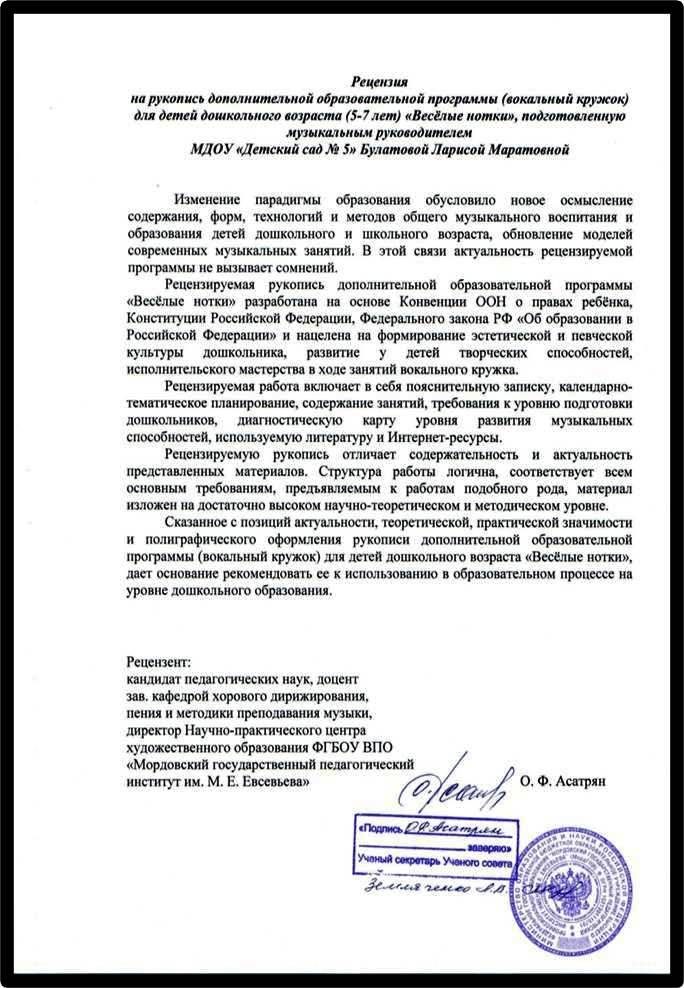 Рецензия
на рукопись дополнительной образовательной программы (вокальный кружок)
для детей дошкольного возраста (5-7 лет) «Весёлые нотки», подготовленную
музыкальным руководителем
МДОУ «Детский сад № 5» Булатовой Ларисой Маратовной
Изменение парадигмы образования обусловило новое осмысление
содержания, форм, технологий и методов общего музыкального воспитания и
образования детей дошкольного и школьного возраста, обновление моделей
современных музыкальных занятий. В этой связи актуальность рецензируемой
программы не вызывает сомнений.
Рецензируемая рукопись дополнительной образовательной программы
«Весёлые нотки» разработана на основе Конвенции ООН о правах ребёнка,
Конституции Российской Федерации, Федерального закона РФ «Об образовании в
Российской Федерации» и нацелена на формирование эстетической и певческой
культуры дошкольника, развитие у детей творческих способностей,
исполнительского мастерства в ходе занятий вокального кружка.
Рецензируемая работа включает в себя пояснительную записку, календарно-
тематическое планирование, содержание занятий, требования к уровню подготовки
дошкольников, диагностическую карту уровня развития музыкальных
способностей, используемую литературу и Интернет-ресурсы.
Рецензируемую рукопись отличает содержательность и актуальность
представленных материалов. Структура работы логична, соответствует всем
основным требованиям, предъявляемым к работам подобного рода, материал
изложен на достаточно высоком научно-теоретическом и методическом уровне.
Сказанное с позиций актуальности, теоретической, практической значимости
и полиграфического оформления рукописи дополнительной образовательной
программы (вокальный кружок) для детей дошкольного возраста «Весёлые нотки»,
дает основание рекомендовать ее к использованию в образовательном процессе на
уровне дошкольного образования.
Рецензент:
кандидат педагогических наук, доцент
зав. кафедрой хорового дирижирования,
пения и методики преподавания музыки,
директор Научно-практического центра
художественного образования ФГБОУ ВПО
«Мордовский государственный педагогический
институт им. М. Е. Евсевьева»
О. Ф. Асатрян
«Подпись О.Ф. Асатрян
заверяю»
Ученый секретарь Ученого совета
Землячено